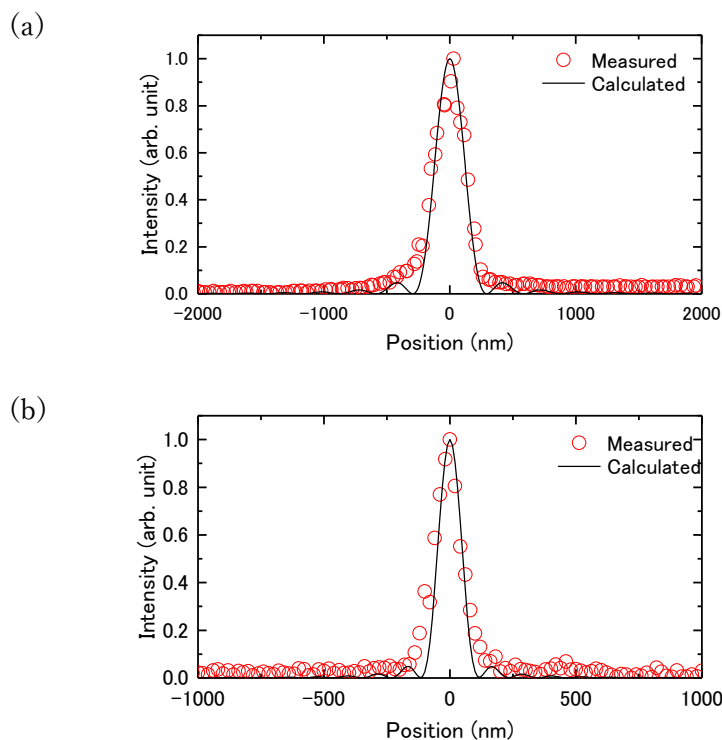 (a)
Intensity (arb. unit)
1.0
0.8
0.6
0.4
0.2
0.0
Measured
Calculated
−2000 −1000 0 1000 2000
Position (nm)
(b)
Intensity (arb. unit)
1.0
0.8
0.6
0.4
0.2
0.0
Measured
Calculated
−1000 −500 0 500 1000
Position (nm)